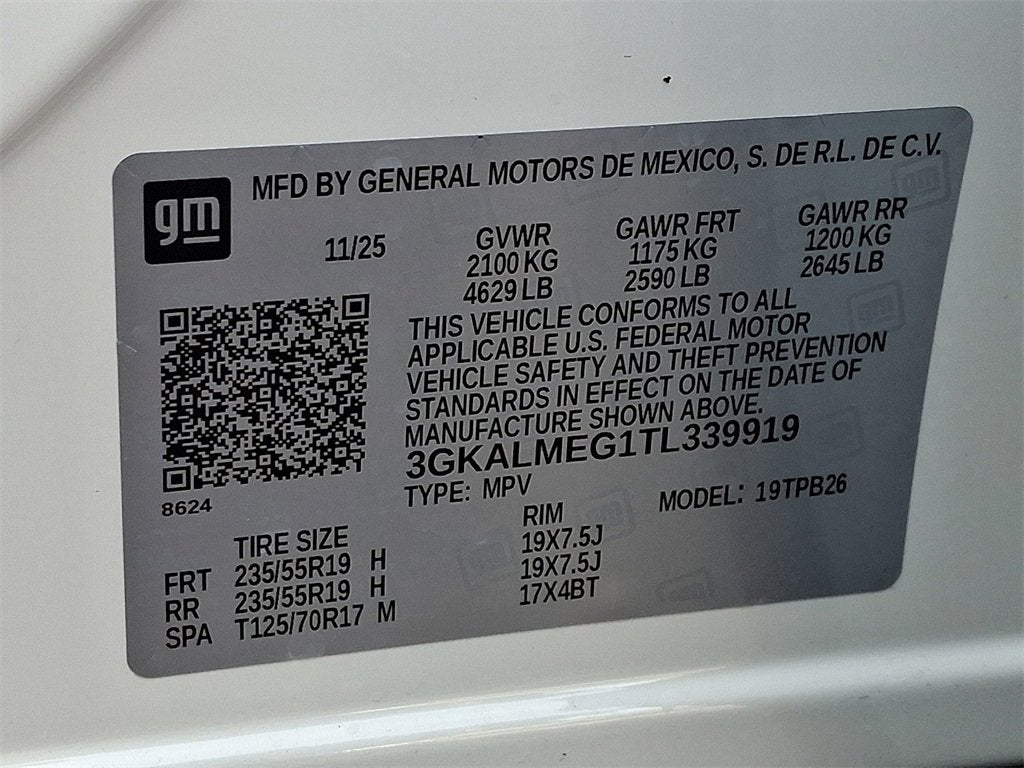 gm
MFD BY GENERAL MOTORS DE MEXICO, S. DE R.L. DE C.V.
11/25
GVWR
2100 KG
4629 LB
GAWR FRT
1175 KG
2590 LB
GAWR RR
1200 KG
2645 LB
THIS VEHICLE CONFORMS TO ALL
APPLICABLE U.S. FEDERAL MOTOR
VEHICLE SAFETY AND THEFT PREVENTION
STANDARDS IN EFFECT ON THE DATE OF
MANUFACTURE SHOWN ABOVE.
3GKALMEG1TL339919
TYPE: MPV
MODEL: 19TPB26
8624
TIRE SIZE RIM
FRT 235/55R19 H 19X7.5J
RR 235/55R19 H 19X7.5J
SPA T125/70R17 M 17X4BT